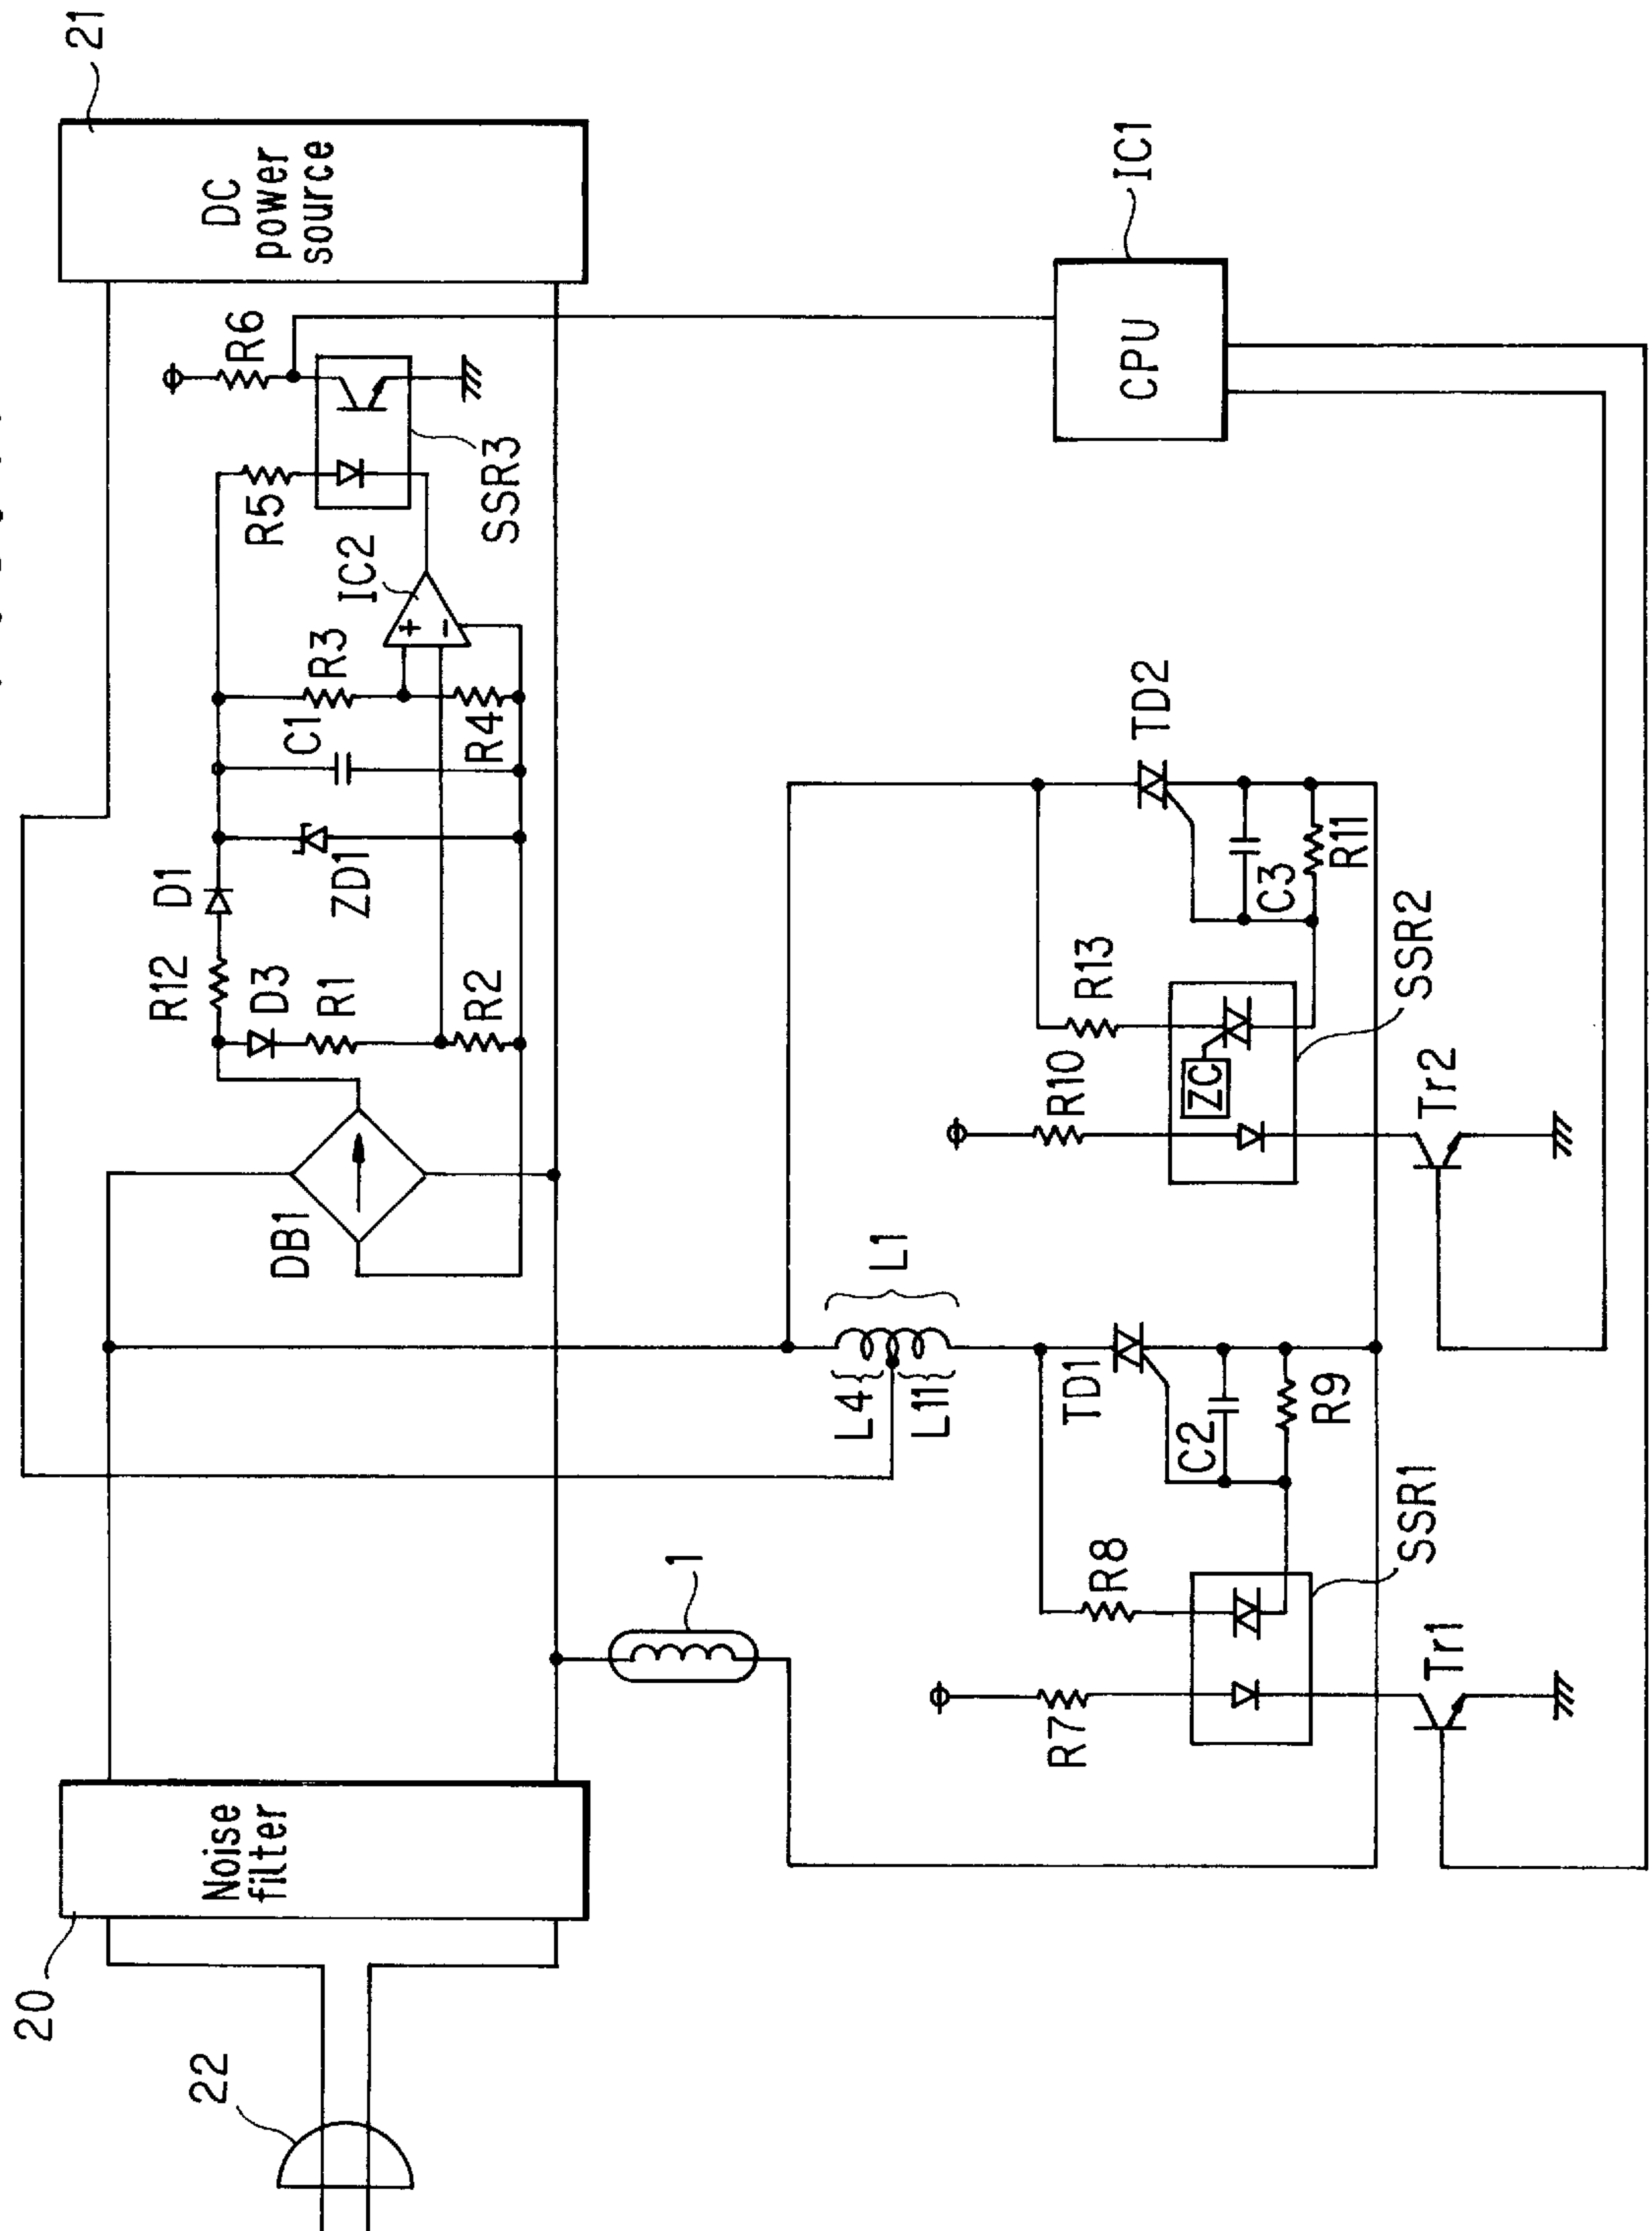 21
DC
power
source
R6
R5
SSR3
IC2
R3
C1
R4
D1
ZD1
R12
D3
R1
R2
DB1
+
−
IC1
CPU
TD2
C3
R11
SSR2
R13
R10
ZC
Tr2
L1
L4
L11
TD1
C2
R9
SSR1
R8
R7
Tr1
1
Noise
filter
20
22